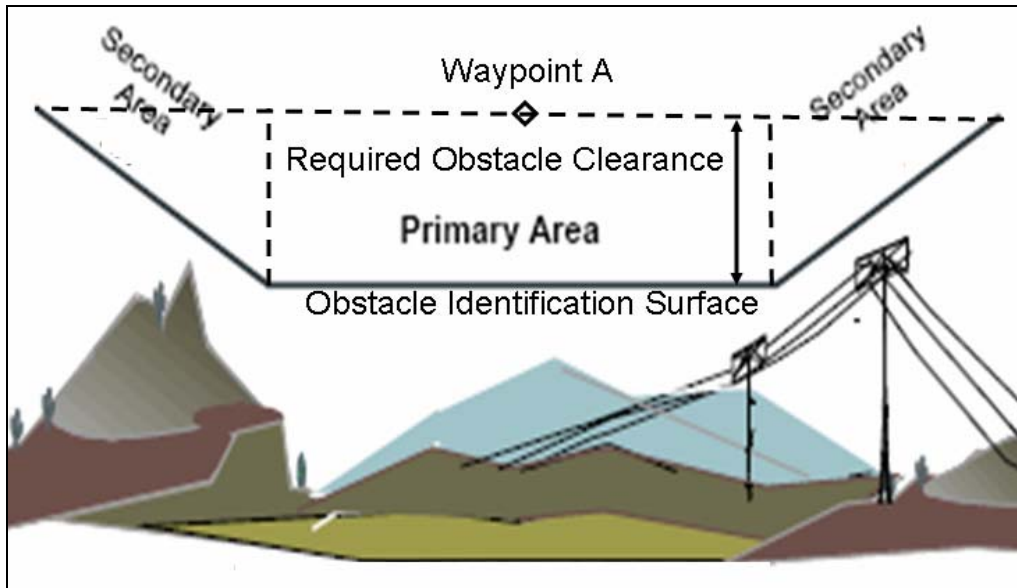 Secondary
Area
Waypoint A
Secondary
Area
Required Obstacle Clearance
Primary Area
Obstacle Identification Surface